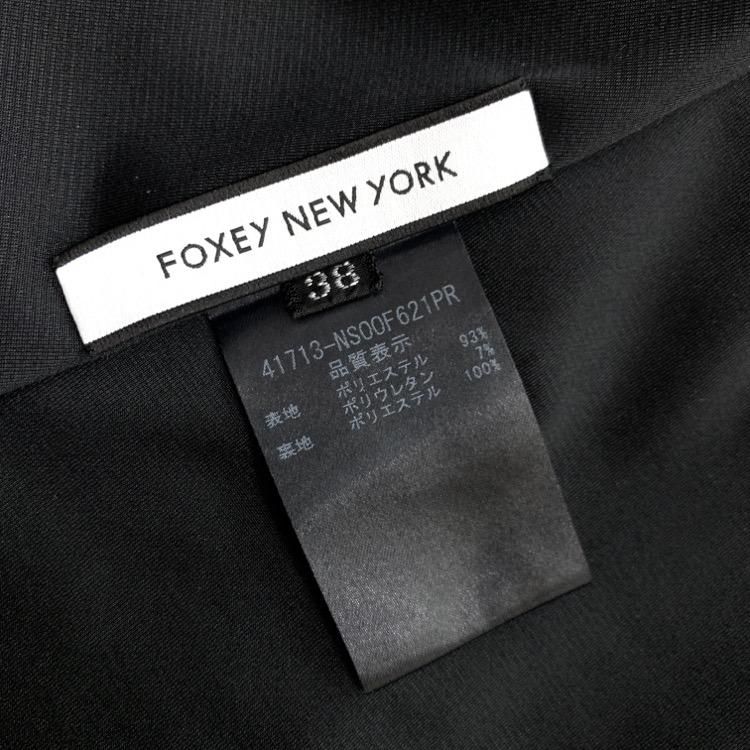 FOXEY NEW YORK
38
41713-NS00F621PR
品質表示
表地 ポリエステル 93%
ポリウレタン 7%
裏地 ポリエステル 100%